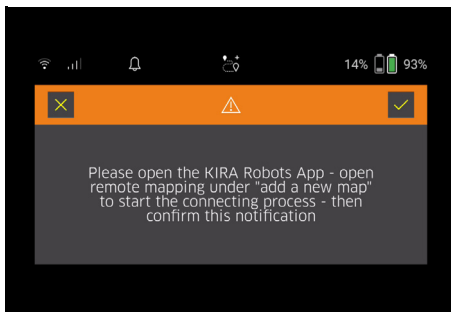 14% 93%
Please open the KIRA Robots App - open
remote mapping under "add a new map"
to start the connecting process - then
confirm this notification